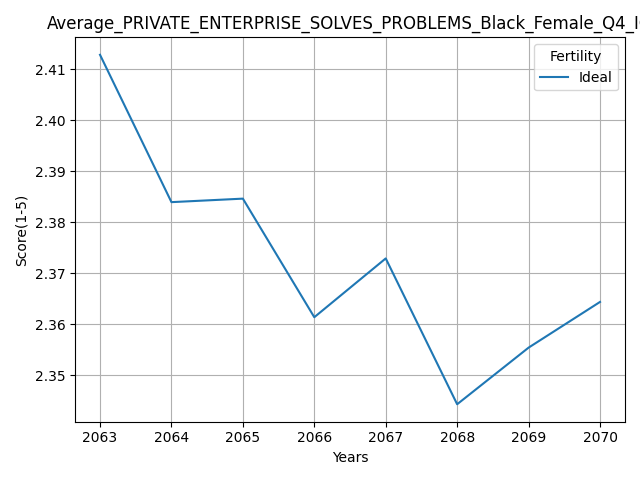 Average_PRIVATE_ENTERPRISE_SOLVES_PROBLEMS_Black_Female_Q4_I
Fertility
Ideal
2.41
2.40
2.39
2.38
2.37
2.36
2.35
Score(1-5)
2063 2064 2065 2066 2067 2068 2069 2070
Years